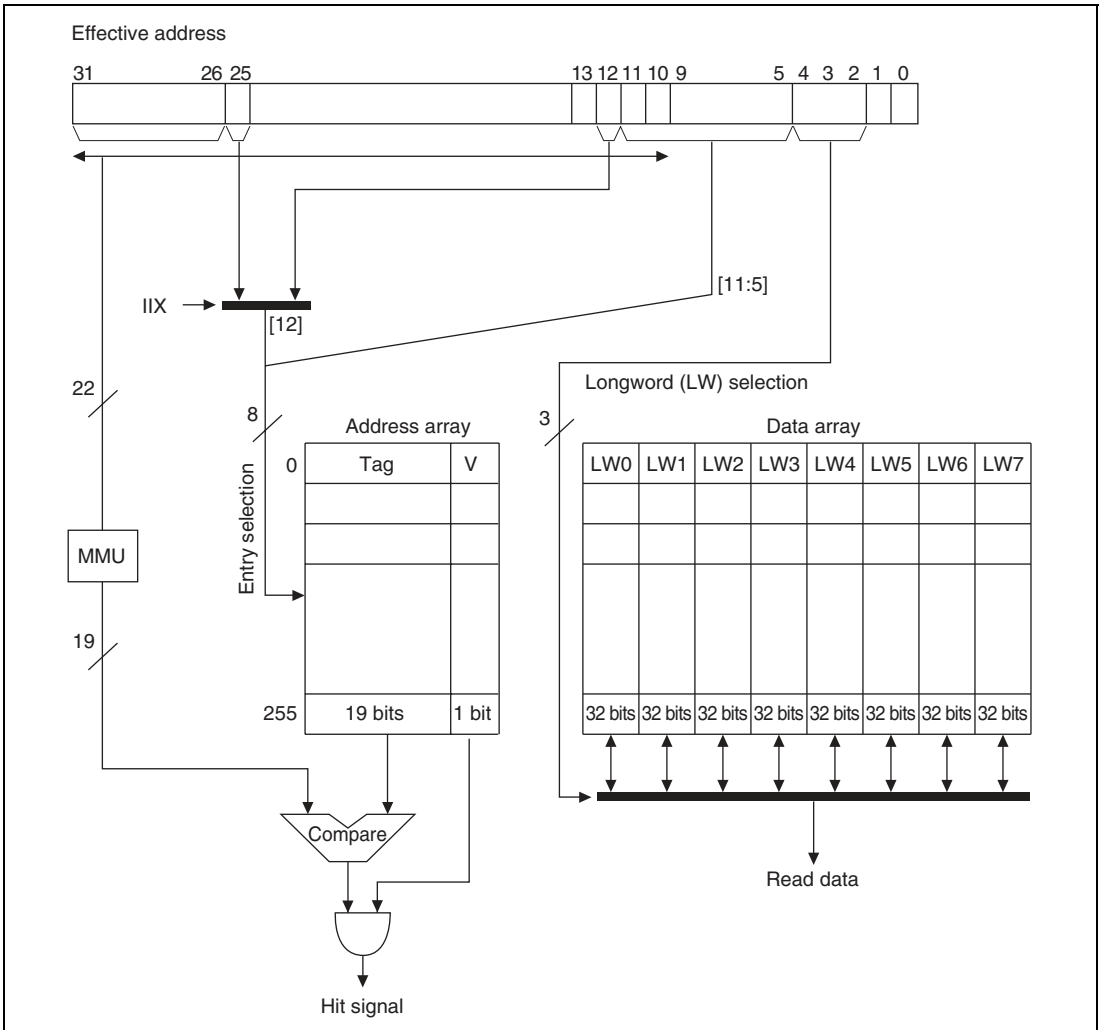 Effective address
31 26 25 13 12 11 10 9 5 4 3 2 1 0
[11:5]
IIX
[12]
22
Longword (LW) selection
8
3
Address array
Data array
0
Tag
V
LW0 LW1 LW2 LW3 LW4 LW5 LW6 LW7
Entry selection
MMU
19
255
19 bits
1 bit
32 bits 32 bits 32 bits 32 bits 32 bits 32 bits 32 bits 32 bits
Compare
Read data
Hit signal